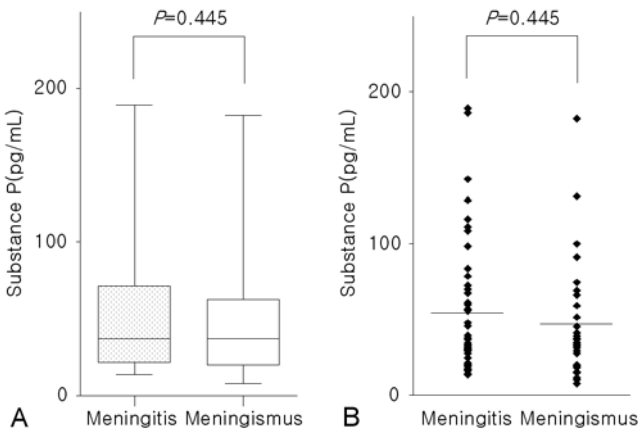 P=0.445
Substance P(pg/mL)
200
100
0
Meningitis Meningismus
A
P=0.445
Substance P(pg/mL)
200
100
0
Meningitis Meningismus
B